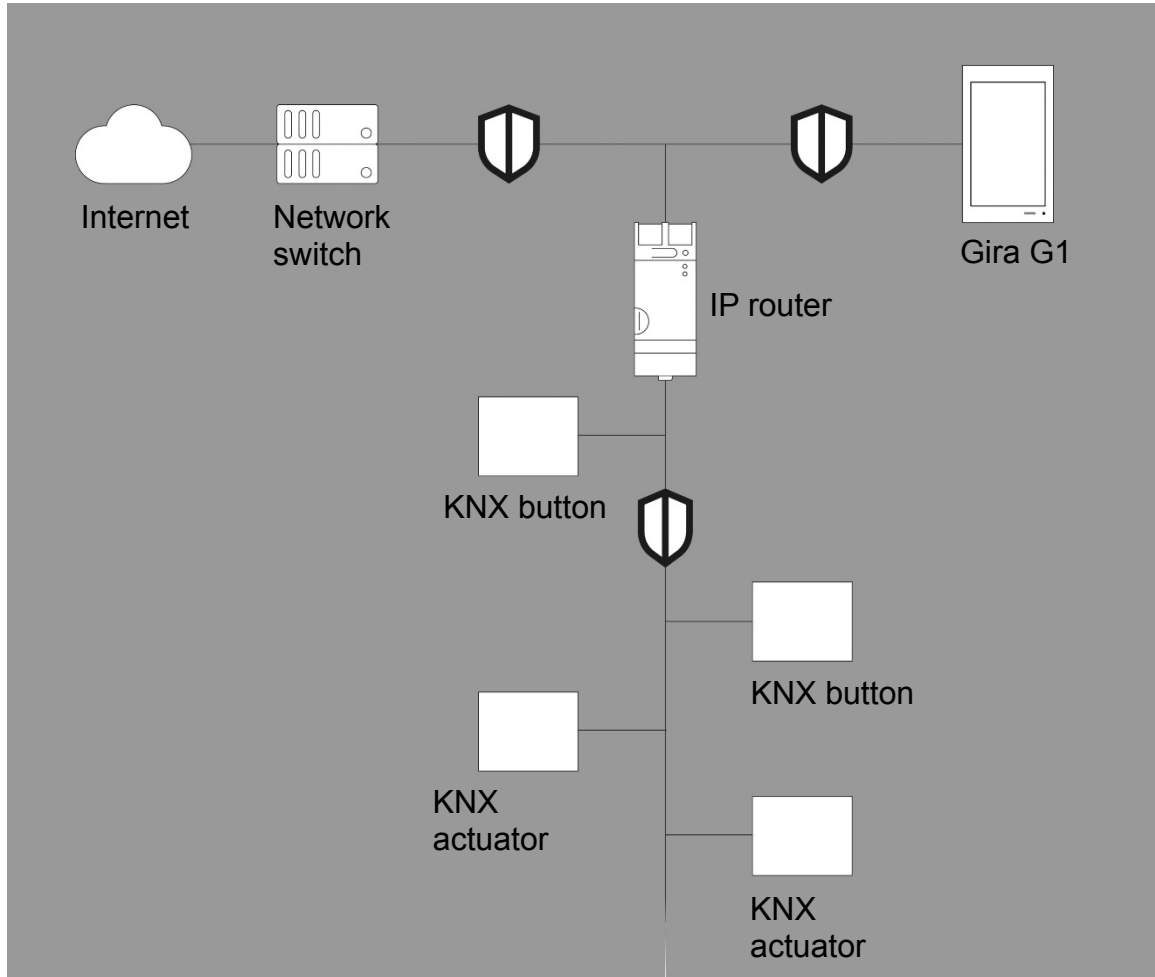 Internet
Network
switch
Gira G1
IP router
KNX button
KNX button
KNX
actuator
KNX
actuator